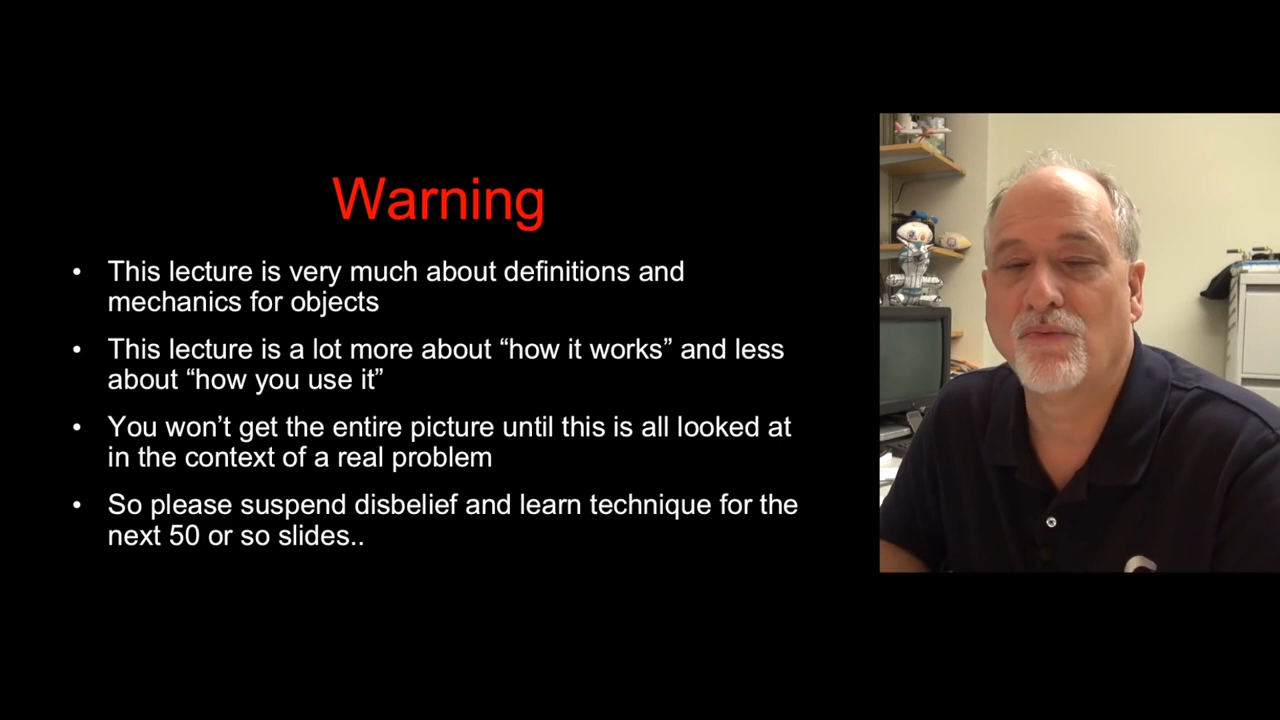 Warning
• This lecture is very much about definitions and
mechanics for objects
• This lecture is a lot more about “how it works” and less
about “how you use it”
• You won’t get the entire picture until this is all looked at
in the context of a real problem
• So please suspend disbelief and learn technique for the
next 50 or so slides..